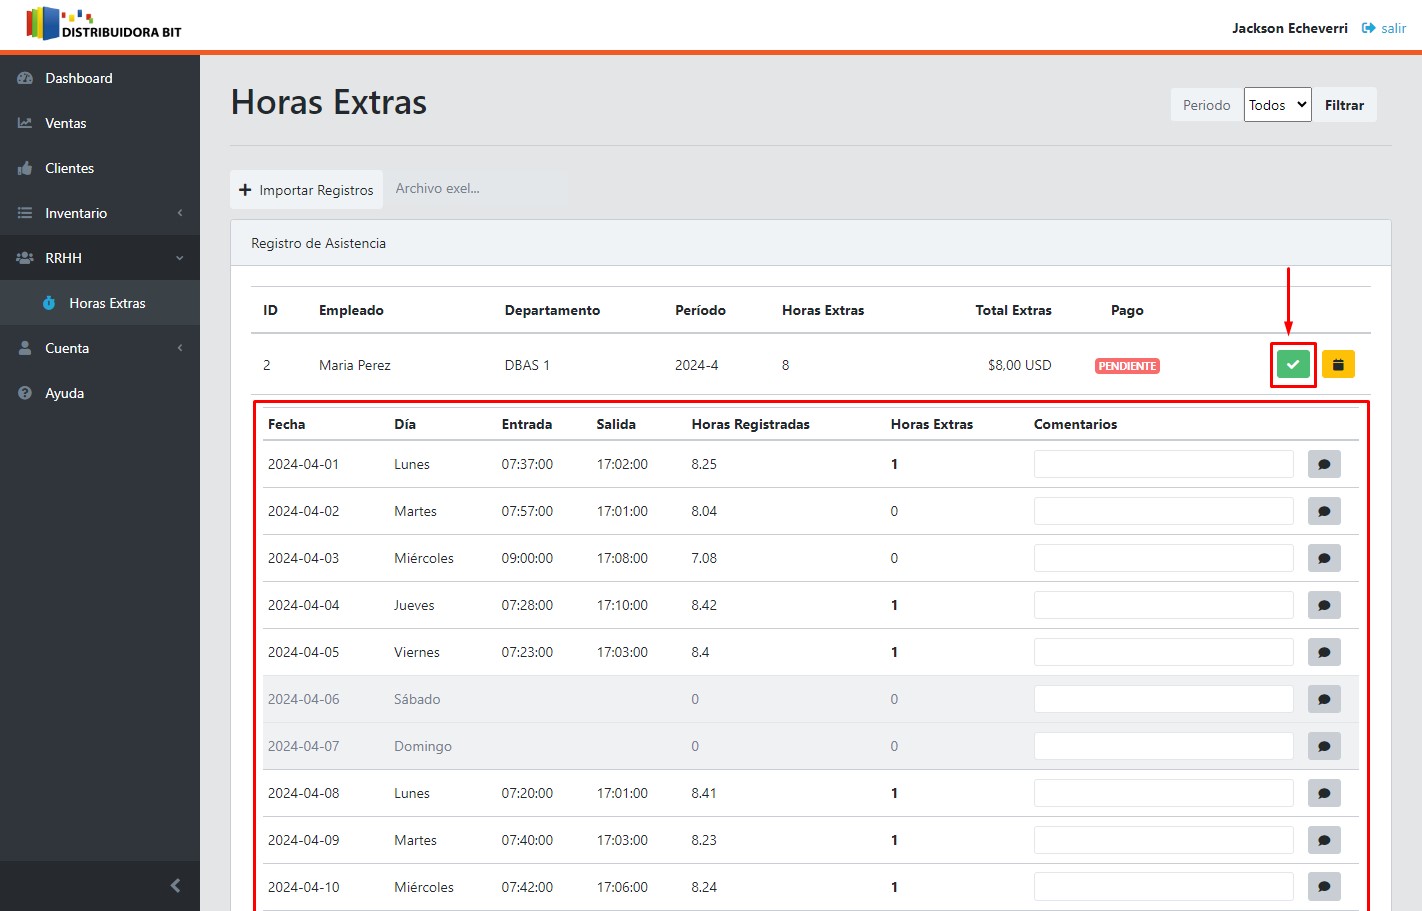 DISTRIBUIDORA BIT
Jackson Echeverri salir
Dashboard
Ventas
Clientes
Inventario
RRHH
Horas Extras
Cuenta
Ayuda
Horas Extras
Periodo Todos Filtrar
Importar Registros Archivo exel...
Registro de Asistencia
ID Empleado Departamento Período Horas Extras Total Extras Pago
2 Maria Perez DBAS 1 2024-4 8 $8,00 USD PENDIENTE
Fecha Día Entrada Salida Horas Registradas Horas Extras Comentarios
2024-04-01 Lunes 07:37:00 17:02:00 8.25 1
2024-04-02 Martes 07:57:00 17:01:00 8.04 0
2024-04-03 Miércoles 09:00:00 17:08:00 7.08 0
2024-04-04 Jueves 07:28:00 17:10:00 8.42 1
2024-04-05 Viernes 07:23:00 17:03:00 8.4 1
2024-04-06 Sábado 0 0
2024-04-07 Domingo 0 0
2024-04-08 Lunes 07:20:00 17:01:00 8.41 1
2024-04-09 Martes 07:40:00 17:03:00 8.23 1
2024-04-10 Miércoles 07:42:00 17:06:00 8.24 1